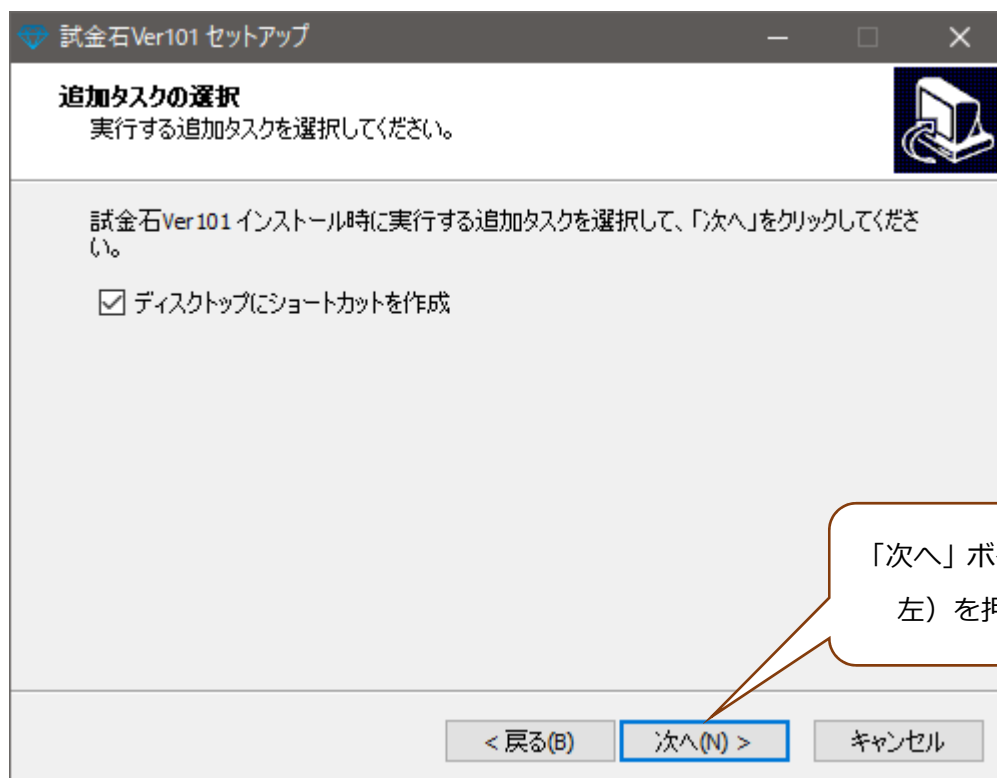 試金石Ver101 セットアップ
追加タスクの選択
実行する追加タスクを選択してください。
試金石Ver101 インストール時に実行する追加タスクを選択して、「次へ」をクリックしてくださ
い。
ディスクトップにショートカットを作成
「次へ」ボ
左）を押
< 戻る(B)
次へ(N) >
キャンセル